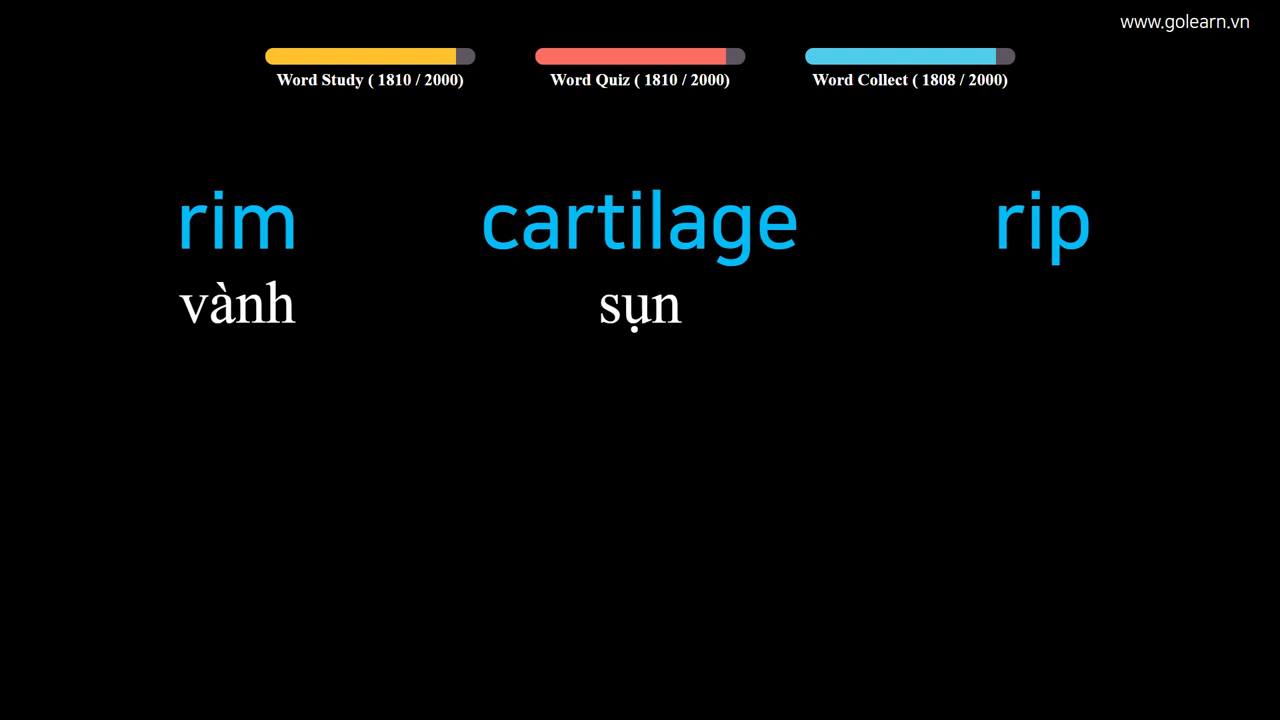 www.golearn.vn
Word Study ( 1810 / 2000) Word Quiz ( 1810 / 2000) Word Collect ( 1808 / 2000)
rim cartilage rip
vành sụn